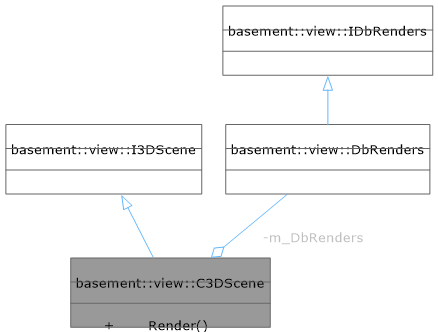 basement::view::IDbRenders
basement::view::I3DScene
basement::view::DbRenders
-m_DbRenders
basement::view::C3DScene
+ Render()